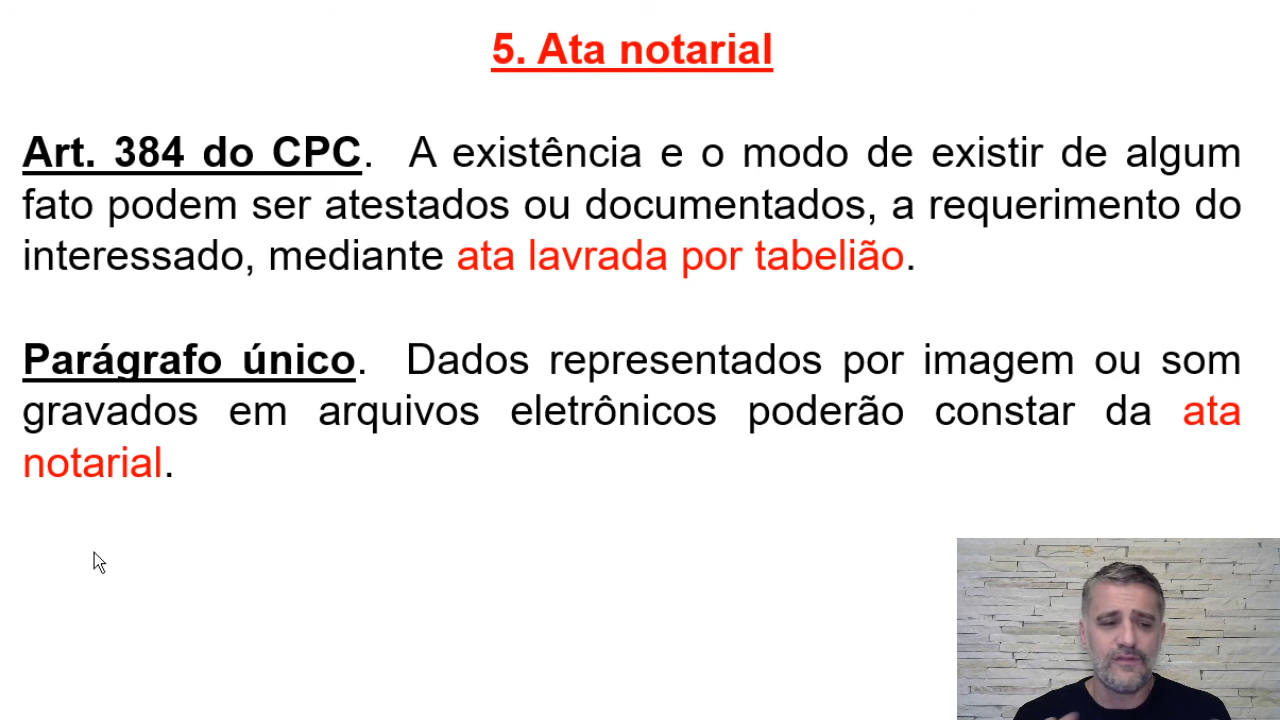 5. Ata notarial
Art. 384 do CPC. A existência e o modo de existir de algum
fato podem ser atestados ou documentados, a requerimento do
interessado, mediante ata lavrada por tabelião.
Parágrafo único. Dados representados por imagem ou som
gravados em arquivos eletrônicos poderão constar da ata
notarial.